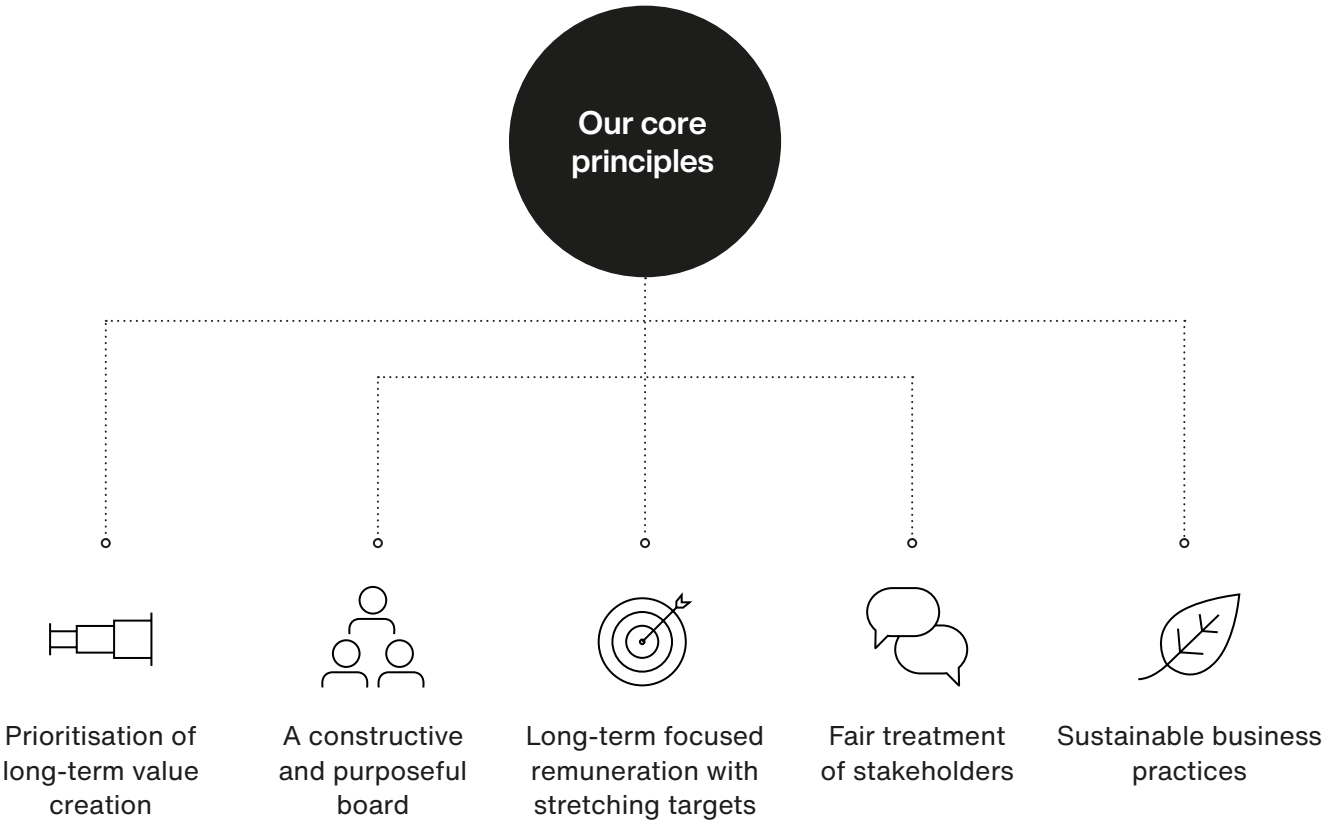 Our core
principles
Prioritisation of
long-term value
creation
A constructive
and purposeful
board
Long-term focused
remuneration with
stretching targets
Fair treatment
of stakeholders
Sustainable business
practices